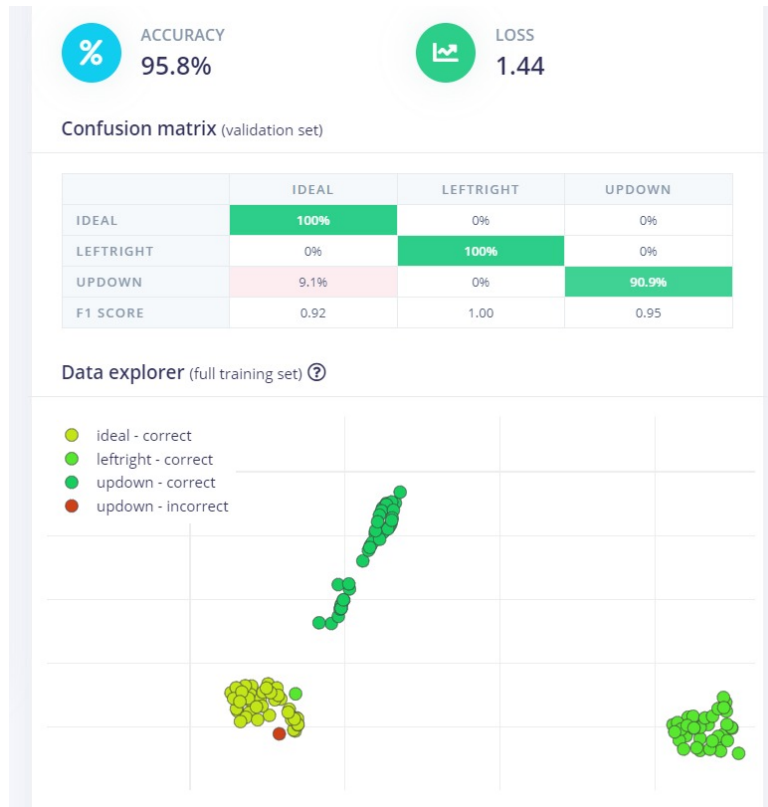 ACCURACY
95.8%
LOSS
1.44
Confusion matrix (validation set)
IDEAL LEFTRIGHT UPDOWN
IDEAL 100% 0% 0%
LEFTRIGHT 0% 100% 0%
UPDOWN 9.1% 0% 90.9%
F1 SCORE 0.92 1.00 0.95
Data explorer (full training set) ?
ideal - correct
leftright - correct
updown - correct
updown - incorrect